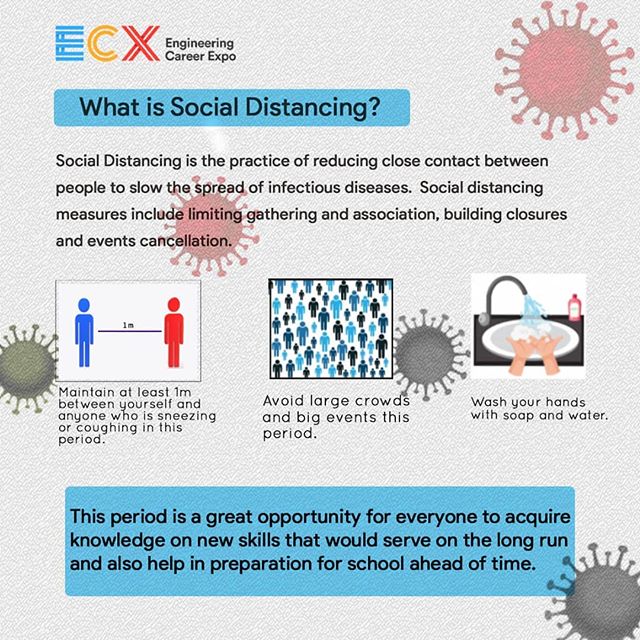 ECX Engineering
Career Expo
What is Social Distancing?
Social Distancing is the practice of reducing close contact between
people to slow the spread of infectious diseases. Social distancing
measures include limiting gathering and association, building closures
and events cancellation.
1m
Maintain at least 1m
between yourself and
anyone who is sneezing
or coughing in this
period.
Avoid large crowds
and big events this
period.
Wash your hands
with soap and water.
This period is a great opportunity for everyone to acquire
knowledge on new skills that would serve on the long run
and also help in preparation for school ahead of time.